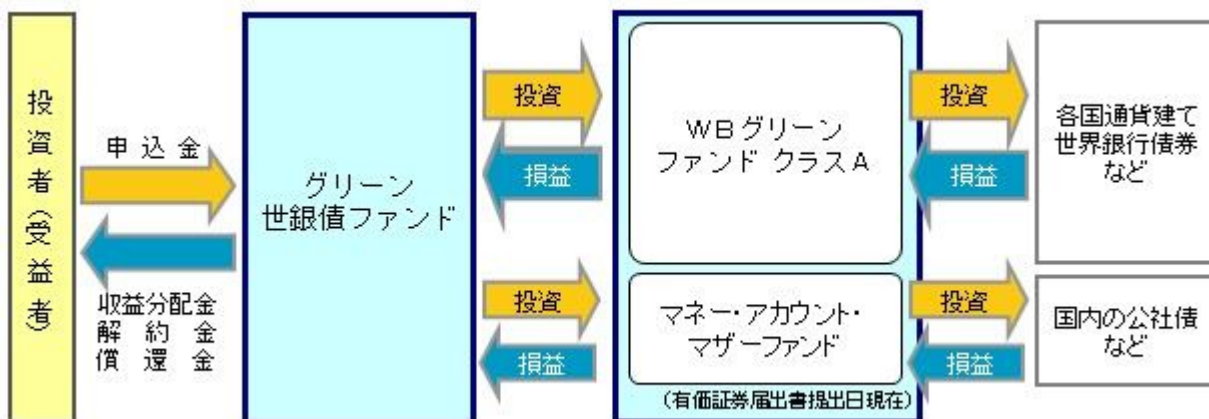 投資者(受益者)
申込金
収益分配金
解約金
償還金
グリーン
世銀債ファンド
投資
損益
投資
損益
WBグリーン
ファンド クラスA
マネー・アカウント・
マザーファンド
(有価証券届出書提出日現在)
投資
損益
投資
損益
各国通貨建て
世界銀行債券
など
国内の公社債
など